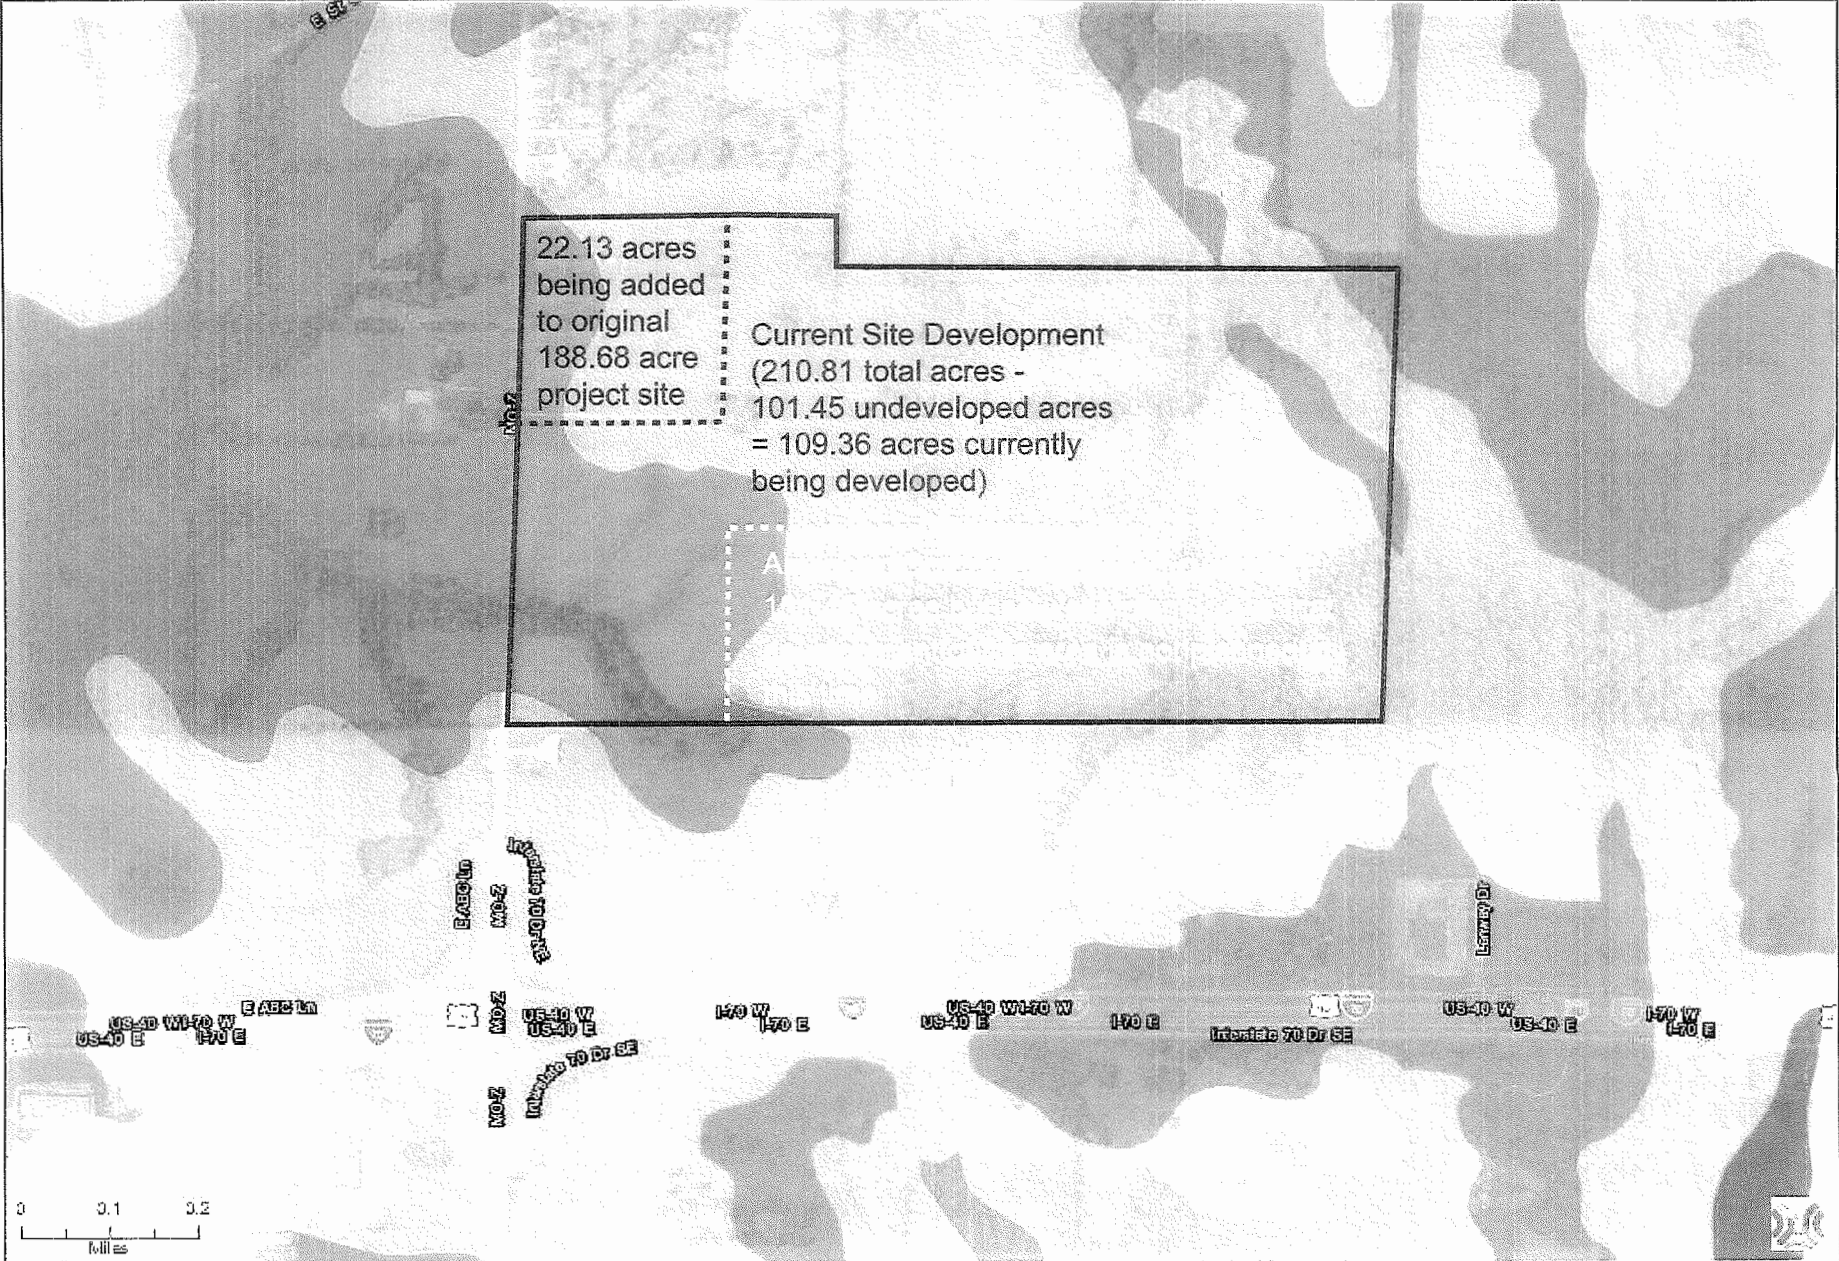 22.13 acres
being added
to original
188.68 acre
project site
Current Site Development
(210.81 total acres -
101.45 undeveloped acres
= 109.36 acres currently
being developed)
MO-Z
E ABC Ln
MO-Z
Interstate 70 Dr NE
Lenway Dr
E ABC Ln
US-40 W I-70 W
US-40 E
I-70 E
MO-Z
US-40 W
US-40 E
I-70 W
I-70 E
US-40 W I-70 W
US-40 E
I-70 E
Interstate 70 Dr SE
US-40 W
US-40 E
I-70 W
I-70 E
Interstate 70 Dr SE
MO-Z
0 0.1 0.2
Miles